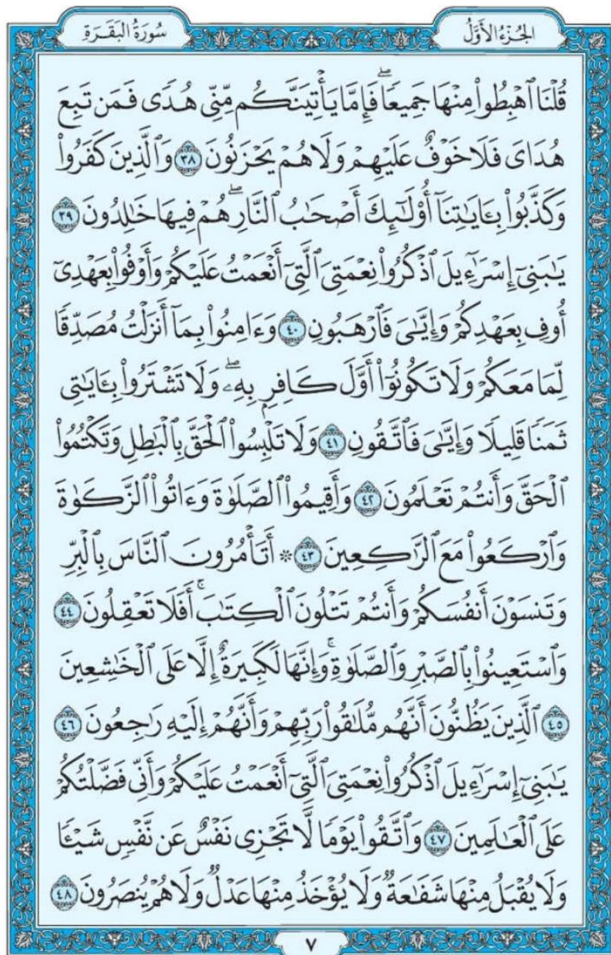 الجُزْءُ الأَوَّلُ
سُورَةُ البَقَرَةِ
قُلْنَا ٱهْبِطُوا۟ مِنْهَا جَمِيعًا ۖ فَإِمَّا يَأْتِيَنَّكُم مِّنِّى هُدًى فَمَن تَبِعَ
هُدَاىَ فَلَا خَوْفٌ عَلَيْهِمْ وَلَا هُمْ يَحْزَنُونَ ٣٨ وَٱلَّذِينَ كَفَرُوا۟
وَكَذَّبُوا۟ بِـَٔايَـٰتِنَآ أُو۟لَـٰٓئِكَ أَصْحَـٰبُ ٱلنَّارِ ۖ هُمْ فِيهَا خَـٰلِدُونَ ٣٩
يَـٰبَنِىٓ إِسْرَٰٓءِيلَ ٱذْكُرُوا۟ نِعْمَتِىَ ٱلَّتِىٓ أَنْعَمْتُ عَلَيْكُمْ وَأَوْفُوا۟ بِعَهْدِىٓ
أُوفِ بِعَهْدِكُمْ وَإِيَّـٰىَ فَٱرْهَبُونِ ٤٠ وَءَامِنُوا۟ بِمَآ أَنزَلْتُ مُصَدِّقًا
لِّمَا مَعَكُمْ وَلَا تَكُونُوٓا۟ أَوَّلَ كَافِرٍۭ بِهِۦ ۖ وَلَا تَشْتَرُوا۟ بِـَٔايَـٰتِى
ثَمَنًا قَلِيلًا وَإِيَّـٰىَ فَٱتَّقُونِ ٤١ وَلَا تَلْبِسُوا۟ ٱلْحَقَّ بِٱلْبَـٰطِلِ وَتَكْتُمُوا۟
ٱلْحَقَّ وَأَنتُمْ تَعْلَمُونَ ٤٢ وَأَقِيمُوا۟ ٱلصَّلَوٰةَ وَءَاتُوا۟ ٱلزَّكَوٰةَ
وَٱرْكَعُوا۟ مَعَ ٱلرَّٰكِعِينَ ٤٣ ۞ أَتَأْمُرُونَ ٱلنَّاسَ بِٱلْبِرِّ
وَتَنسَوْنَ أَنفُسَكُمْ وَأَنتُمْ تَتْلُونَ ٱلْكِتَـٰبَ ۚ أَفَلَا تَعْقِلُونَ ٤٤
وَٱسْتَعِينُوا۟ بِٱلصَّبْرِ وَٱلصَّلَوٰةِ ۚ وَإِنَّهَا لَكَبِيرَةٌ إِلَّا عَلَى ٱلْخَـٰشِعِينَ
٤٥ ٱلَّذِينَ يَظُنُّونَ أَنَّهُم مُّلَـٰقُوا۟ رَبِّهِمْ وَأَنَّهُمْ إِلَيْهِ رَٰجِعُونَ ٤٦
يَـٰبَنِىٓ إِسْرَٰٓءِيلَ ٱذْكُرُوا۟ نِعْمَتِىَ ٱلَّتِىٓ أَنْعَمْتُ عَلَيْكُمْ وَأَنِّى فَضَّلْتُكُمْ
عَلَى ٱلْعَـٰلَمِينَ ٤٧ وَٱتَّقُوا۟ يَوْمًا لَّا تَجْزِى نَفْسٌ عَن نَّفْسٍ شَيْـًٔا
وَلَا يُقْبَلُ مِنْهَا شَفَـٰعَةٌ وَلَا يُؤْخَذُ مِنْهَا عَدْلٌ وَلَا هُمْ يُنصَرُونَ ٤٨
٧